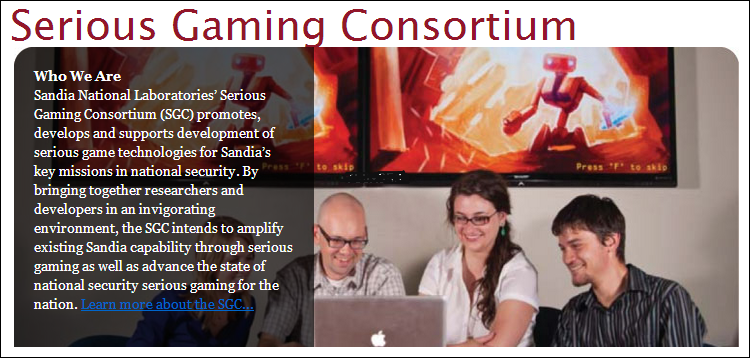 Serious Gaming Consortium
Who We Are
Sandia National Laboratories’ Serious
Gaming Consortium (SGC) promotes,
develops and supports development of
serious game technologies for Sandia’s
key missions in national security. By
bringing together researchers and
developers in an invigorating
environment, the SGC intends to amplify
existing Sandia capability through serious
gaming as well as advance the state of
national security serious gaming for the
nation. Learn more about the SGC...
Press "F" to skip
Press "F" to skip